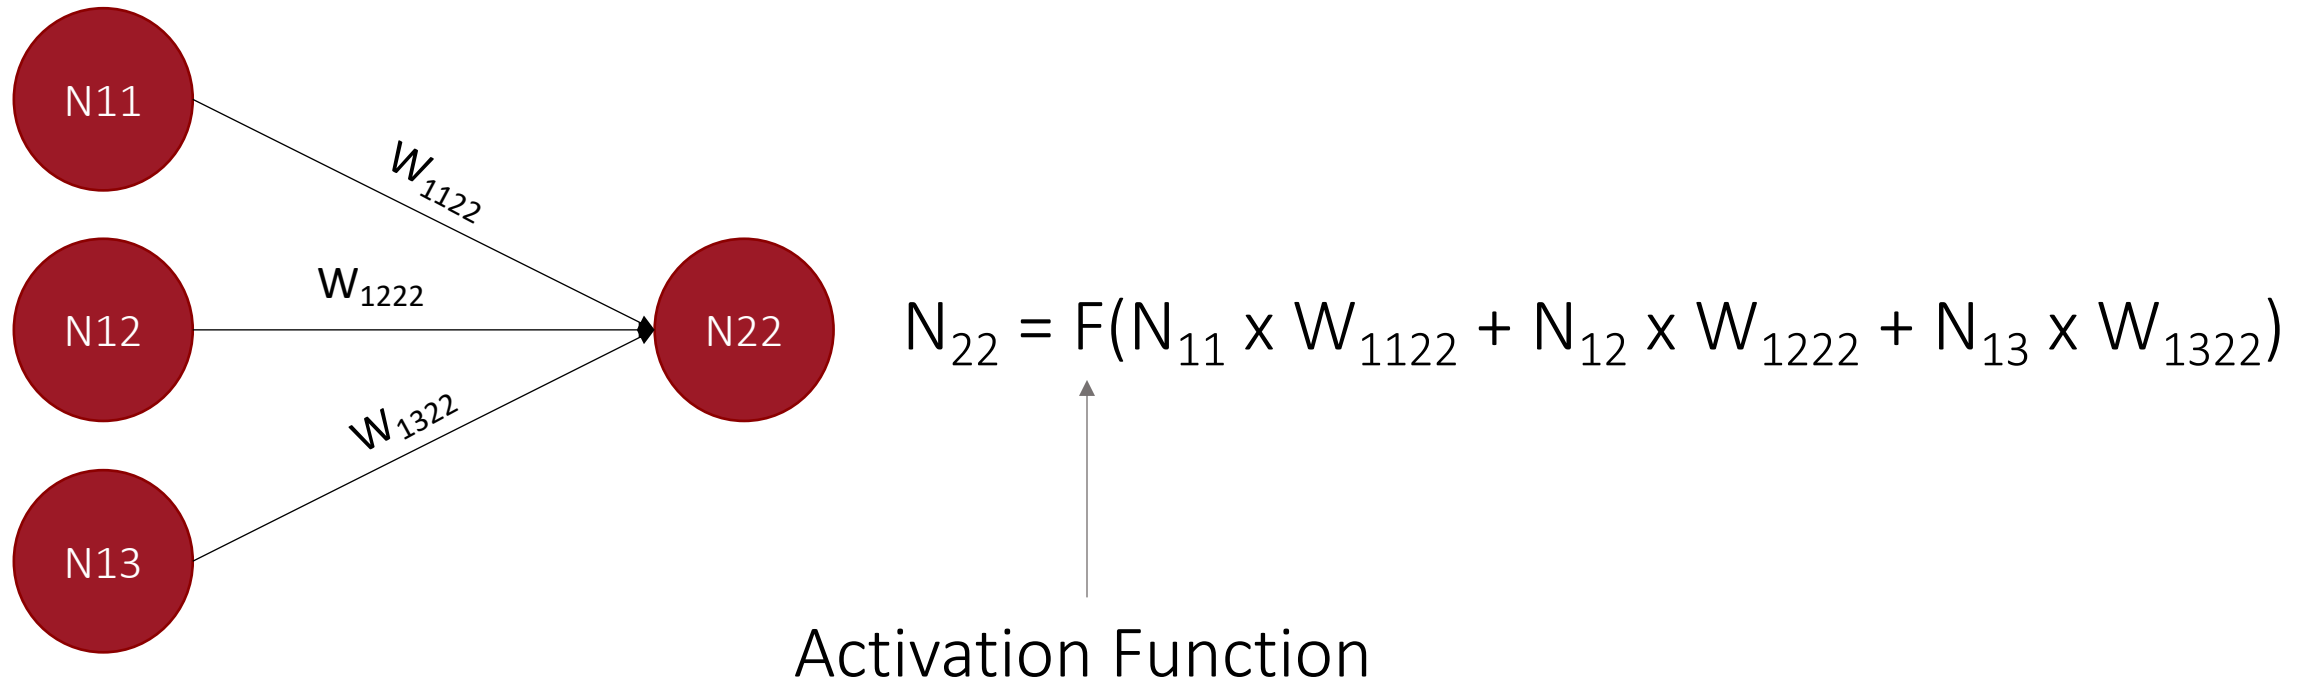 N11
W₁₁₂₂
N12
W₁₂₂₂
N22
N₂₂ = F(N₁₁ x W₁₁₂₂ + N₁₂ x W₁₂₂₂ + N₁₃ x W₁₃₂₂)
W₁₃₂₂
N13
Activation Function